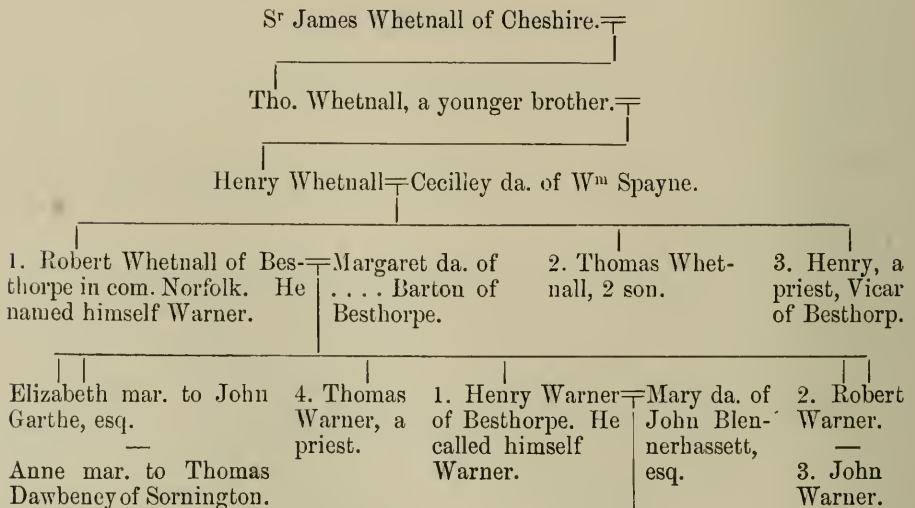 Sʳ James Whetnall of Cheshire.
Tho. Whetnall, a younger brother.
Henry Whetnall Cecilley da. of Wᵐ Spayne.
1. Robert Whetnall of Bes-
thorpe in com. Norfolk. He
named himself Warner.
Margaret da. of
. . . . Barton of
Besthorpe.
2. Thomas Whet-
nall, 2 son.
3. Henry, a
priest, Vicar
of Besthorp.
Elizabeth mar. to John
Garthe, esq.
—
Anne mar. to Thomas
Dawbeney of Sornington.
4. Thomas
Warner, a
priest.
1. Henry Warner
of Besthorpe. He
called himself
Warner.
Mary da. of
John Blen-
nerhassett,
esq.
2. Robert
Warner.
—
3. John
Warner.